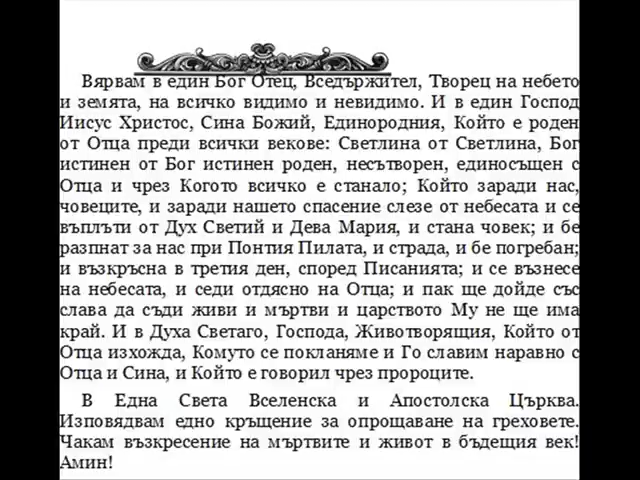 Вярвам в един Бог Отец, Вседържител, Творец на небето
и земята, на всичко видимо и невидимо. И в един Господ
Иисус Христос, Сина Божий, Единородния, Който е роден
от Отца преди всички векове: Светлина от Светлина, Бог
истинен от Бог истинен роден, несътворен, единосъщен с
Отца и чрез Когото всичко е станало; Който заради нас,
човеците, и заради нашето спасение слезе от небесата и се
въплъти от Дух Светий и Дева Мария, и стана човек; и бе
разпнат за нас при Понтия Пилата, и страда, и бе погребан;
и възкръсна в третия ден, според Писанията; и се възнесе
на небесата, и седи отдясно на Отца; и пак ще дойде със
слава да съди живи и мъртви и царството Му не ще има
край. И в Духа Светаго, Господа, Животворящия, Който от
Отца изхожда, Комуто се покланяме и Го славим наравно с
Отца и Сина, и Който е говорил чрез пророците.
В Една Света Вселенска и Апостолска Църква.
Изповядвам едно кръщение за опрощаване на греховете.
Чакам възкресение на мъртвите и живот в бъдещия век!
Амин!